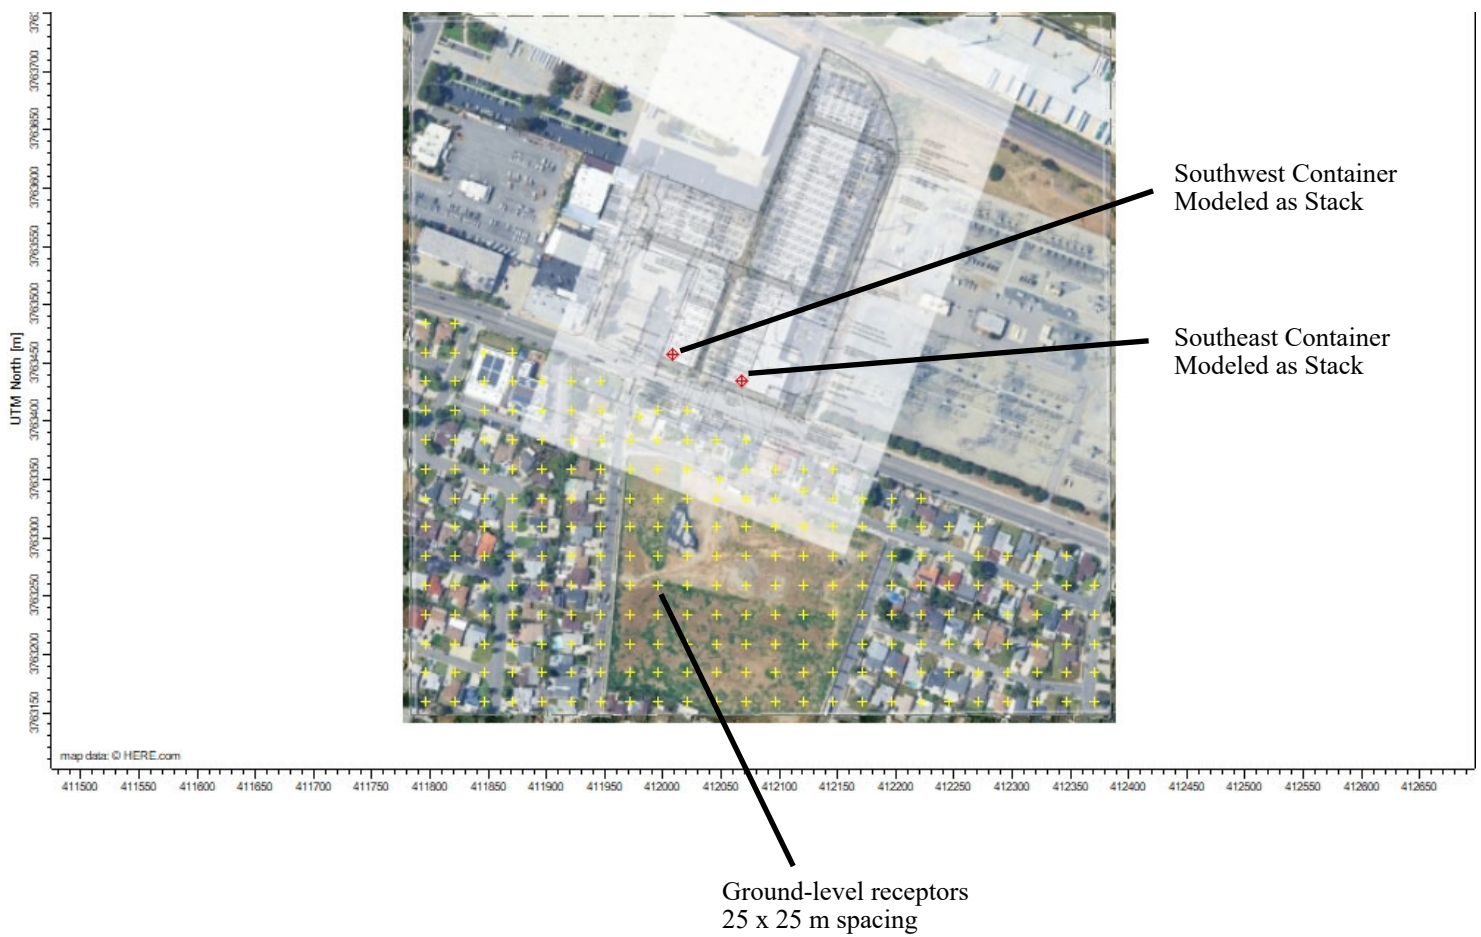 3763700
3763650
3763600
3763550
3763500
3763450
3763400
3763350
3763300
3763250
3763200
3763150
UTM North [m]
Southwest Container
Modeled as Stack
Southeast Container
Modeled as Stack
map data: © HERE.com
411500 411550 411600 411650 411700 411750 411800 411850 411900 411950 412000 412050 412100 412150 412200 412250 412300 412350 412400 412450 412500 412550 412600 412650
Ground-level receptors
25 x 25 m spacing